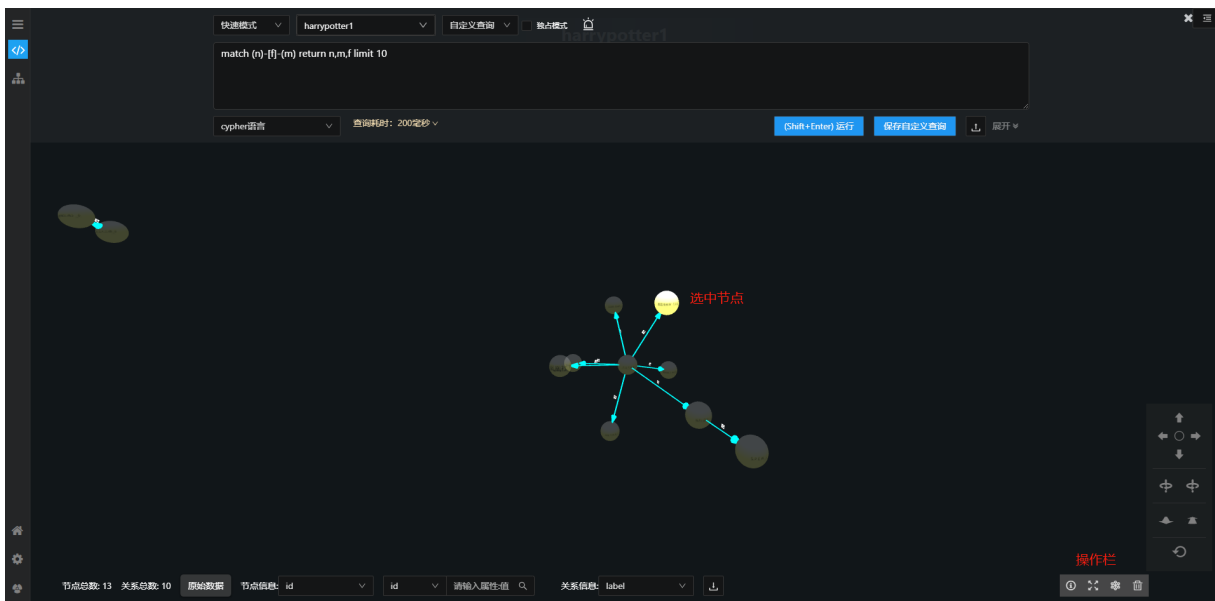 快速模式 harrypotter1 自定义查询 独占模式
harrypotter1
match (n)-[f]-(m) return n,m,f limit 10
cypher语言 查询耗时：200毫秒 (Shift+Enter) 运行 保存自定义查询 展开
选中节点
操作栏
节点总数: 13 关系总数: 10 原始数据 节点信息: id id 请输入属性值 关系信息: label